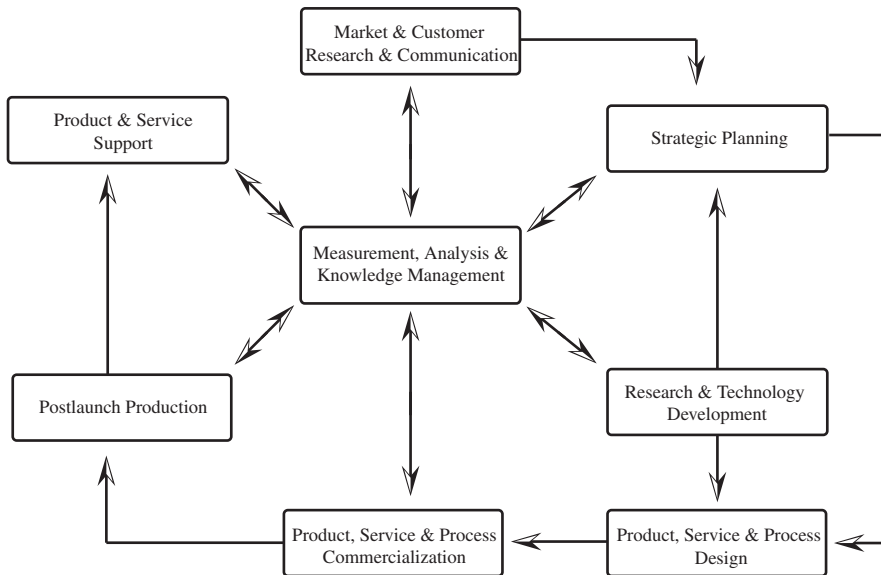 Market & Customer
Research & Communication
Product & Service
Support
Strategic Planning
Measurement, Analysis &
Knowledge Management
Postlaunch Production
Research & Technology
Development
Product, Service & Process
Commercialization
Product, Service & Process
Design